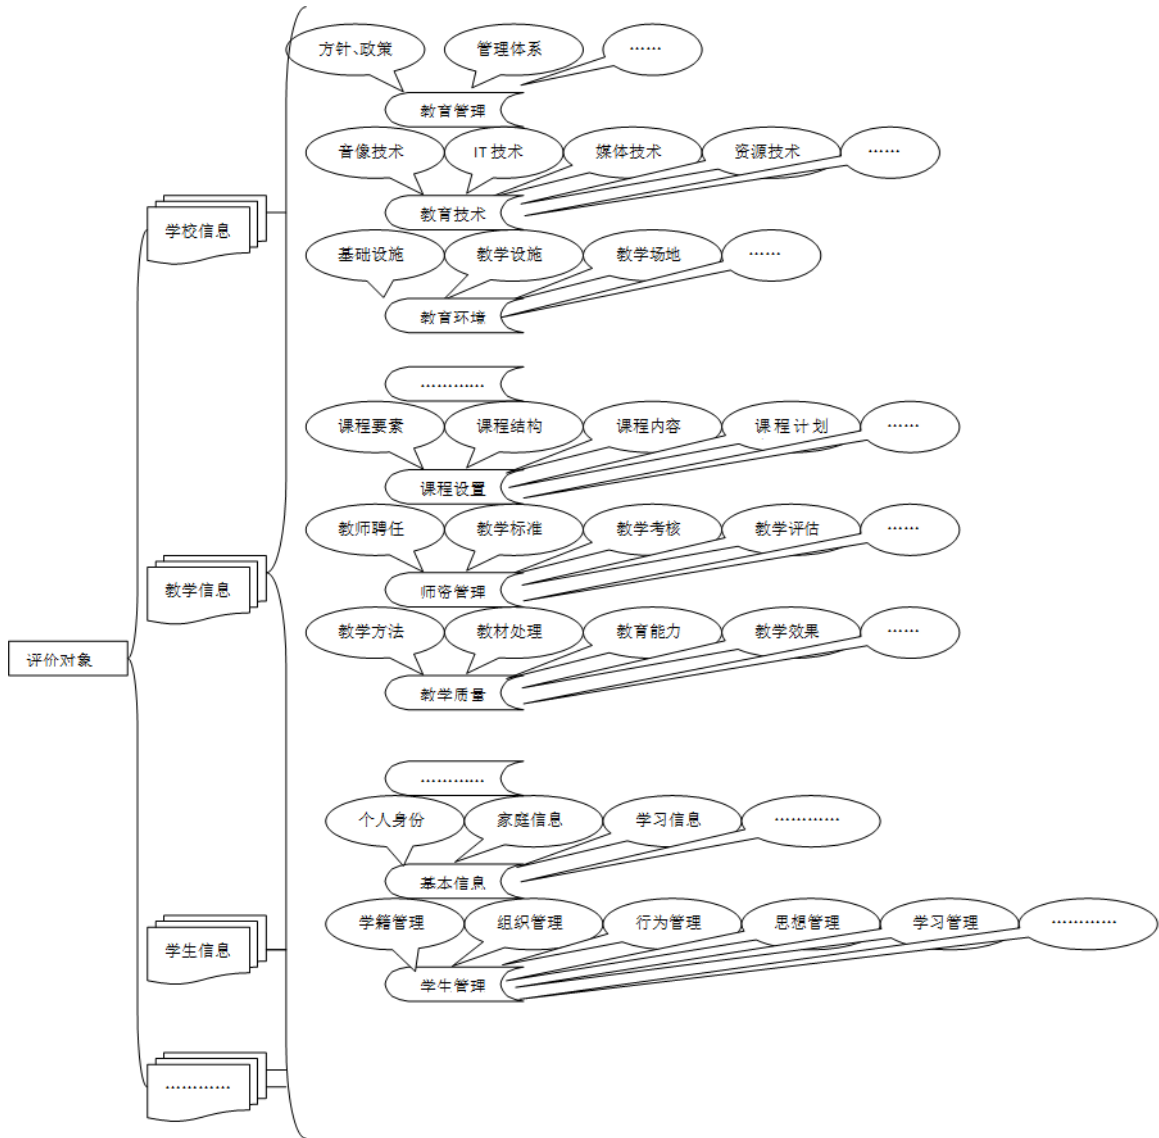 方针、政策 管理体系 ……
教育管理
音像技术 IT 技术 媒体技术 资源技术 ……
教育技术
学校信息
基础设施 教学设施 教学场地 ……
教育环境
…………
课程要素 课程结构 课程内容 课程计划 ……
课程设置
教师聘任 教学标准 教学考核 教学评估 ……
师资管理
教学信息
教学方法 教材处理 教育能力 教学效果 ……
评价对象
教学质量
…………
个人身份 家庭信息 学习信息 …………
基本信息
学籍管理 组织管理 行为管理 思想管理 学习管理 …………
学生信息
学生管理
…………